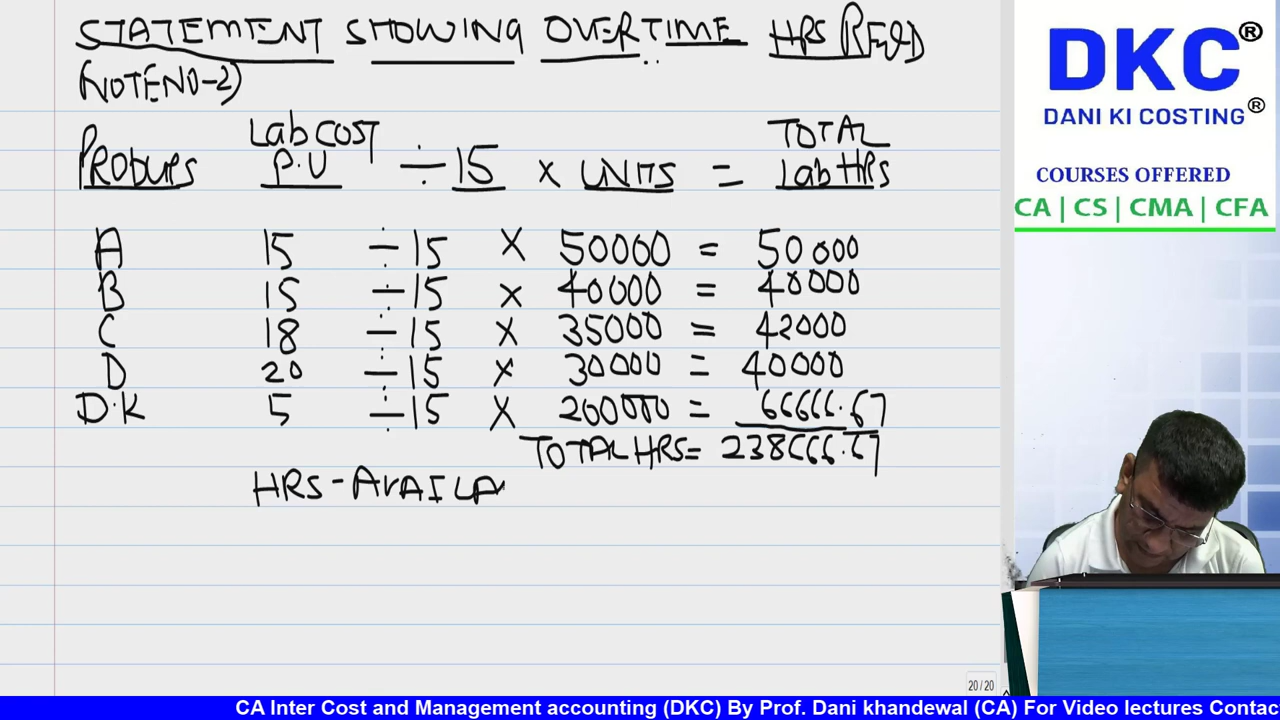 STATEMENT SHOWING OVERTIME HRS REQD
(NOTENO-2)
PRODUPS Lab COST P.U ÷ 15 × UNITS = TOTAL Lab HRS
A 15 ÷ 15 × 50000 = 50000
B 15 ÷ 15 × 40000 = 40000
C 18 ÷ 15 × 35000 = 42000
D 20 ÷ 15 × 30000 = 40000
D.K 5 ÷ 15 × 200000 = 66666.67
TOTAL HRS = 238666.67
HRS - AVAILA
20 / 20
DKC®
DANI KI COSTING®
COURSES OFFERED
CA | CS | CMA | CFA
CA Inter Cost and Management accounting (DKC) By Prof. Dani khandewal (CA) For Video lectures Contac